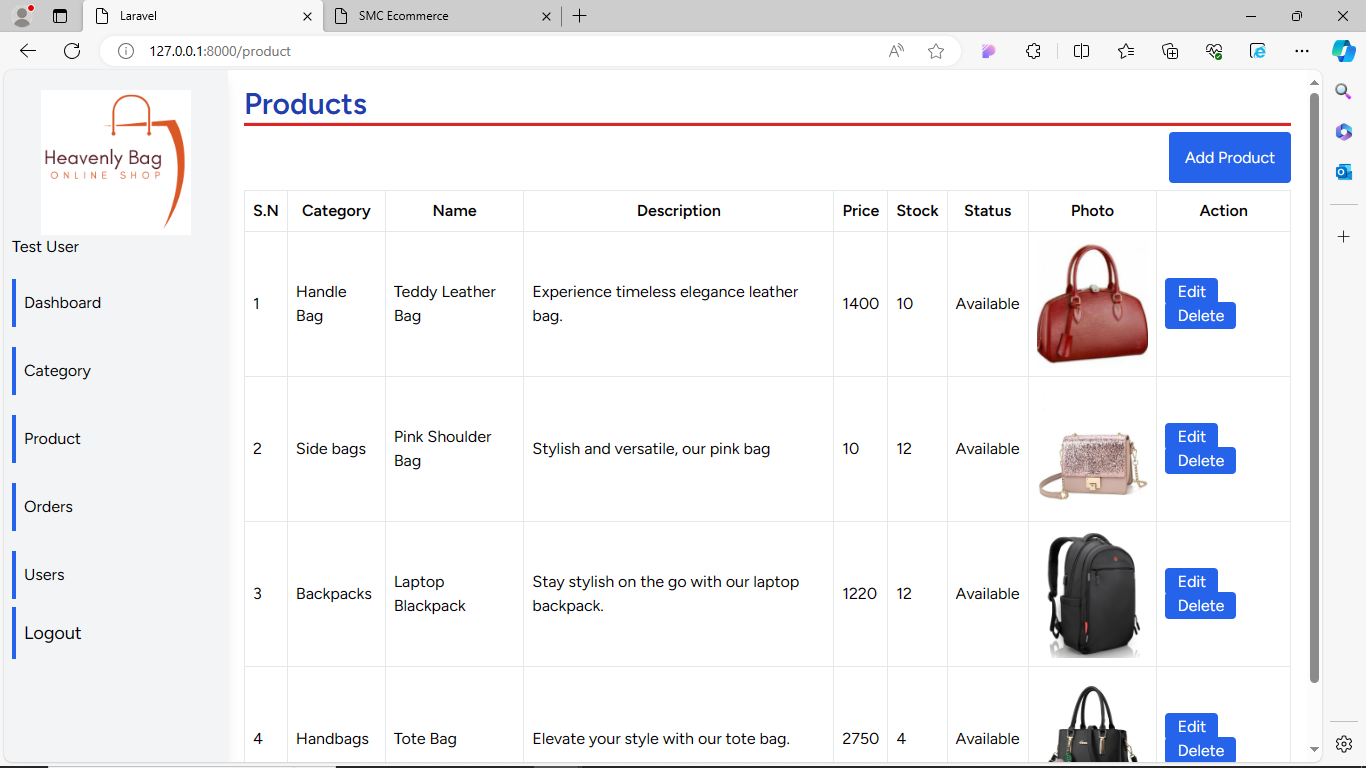 Laravel
SMC Ecommerce
127.0.0.1:8000/product
Heavenly Bag
ONLINE SHOP
Test User
Dashboard
Category
Product
Orders
Users
Logout
Products
Add Product
S.N Category Name Description Price Stock Status Photo Action
1 Handle Bag Teddy Leather Bag Experience timeless elegance leather bag. 1400 10 Available Edit Delete
2 Side bags Pink Shoulder Bag Stylish and versatile, our pink bag 10 12 Available Edit Delete
3 Backpacks Laptop Blackpack Stay stylish on the go with our laptop backpack. 1220 12 Available Edit Delete
4 Handbags Tote Bag Elevate your style with our tote bag. 2750 4 Available Edit Delete